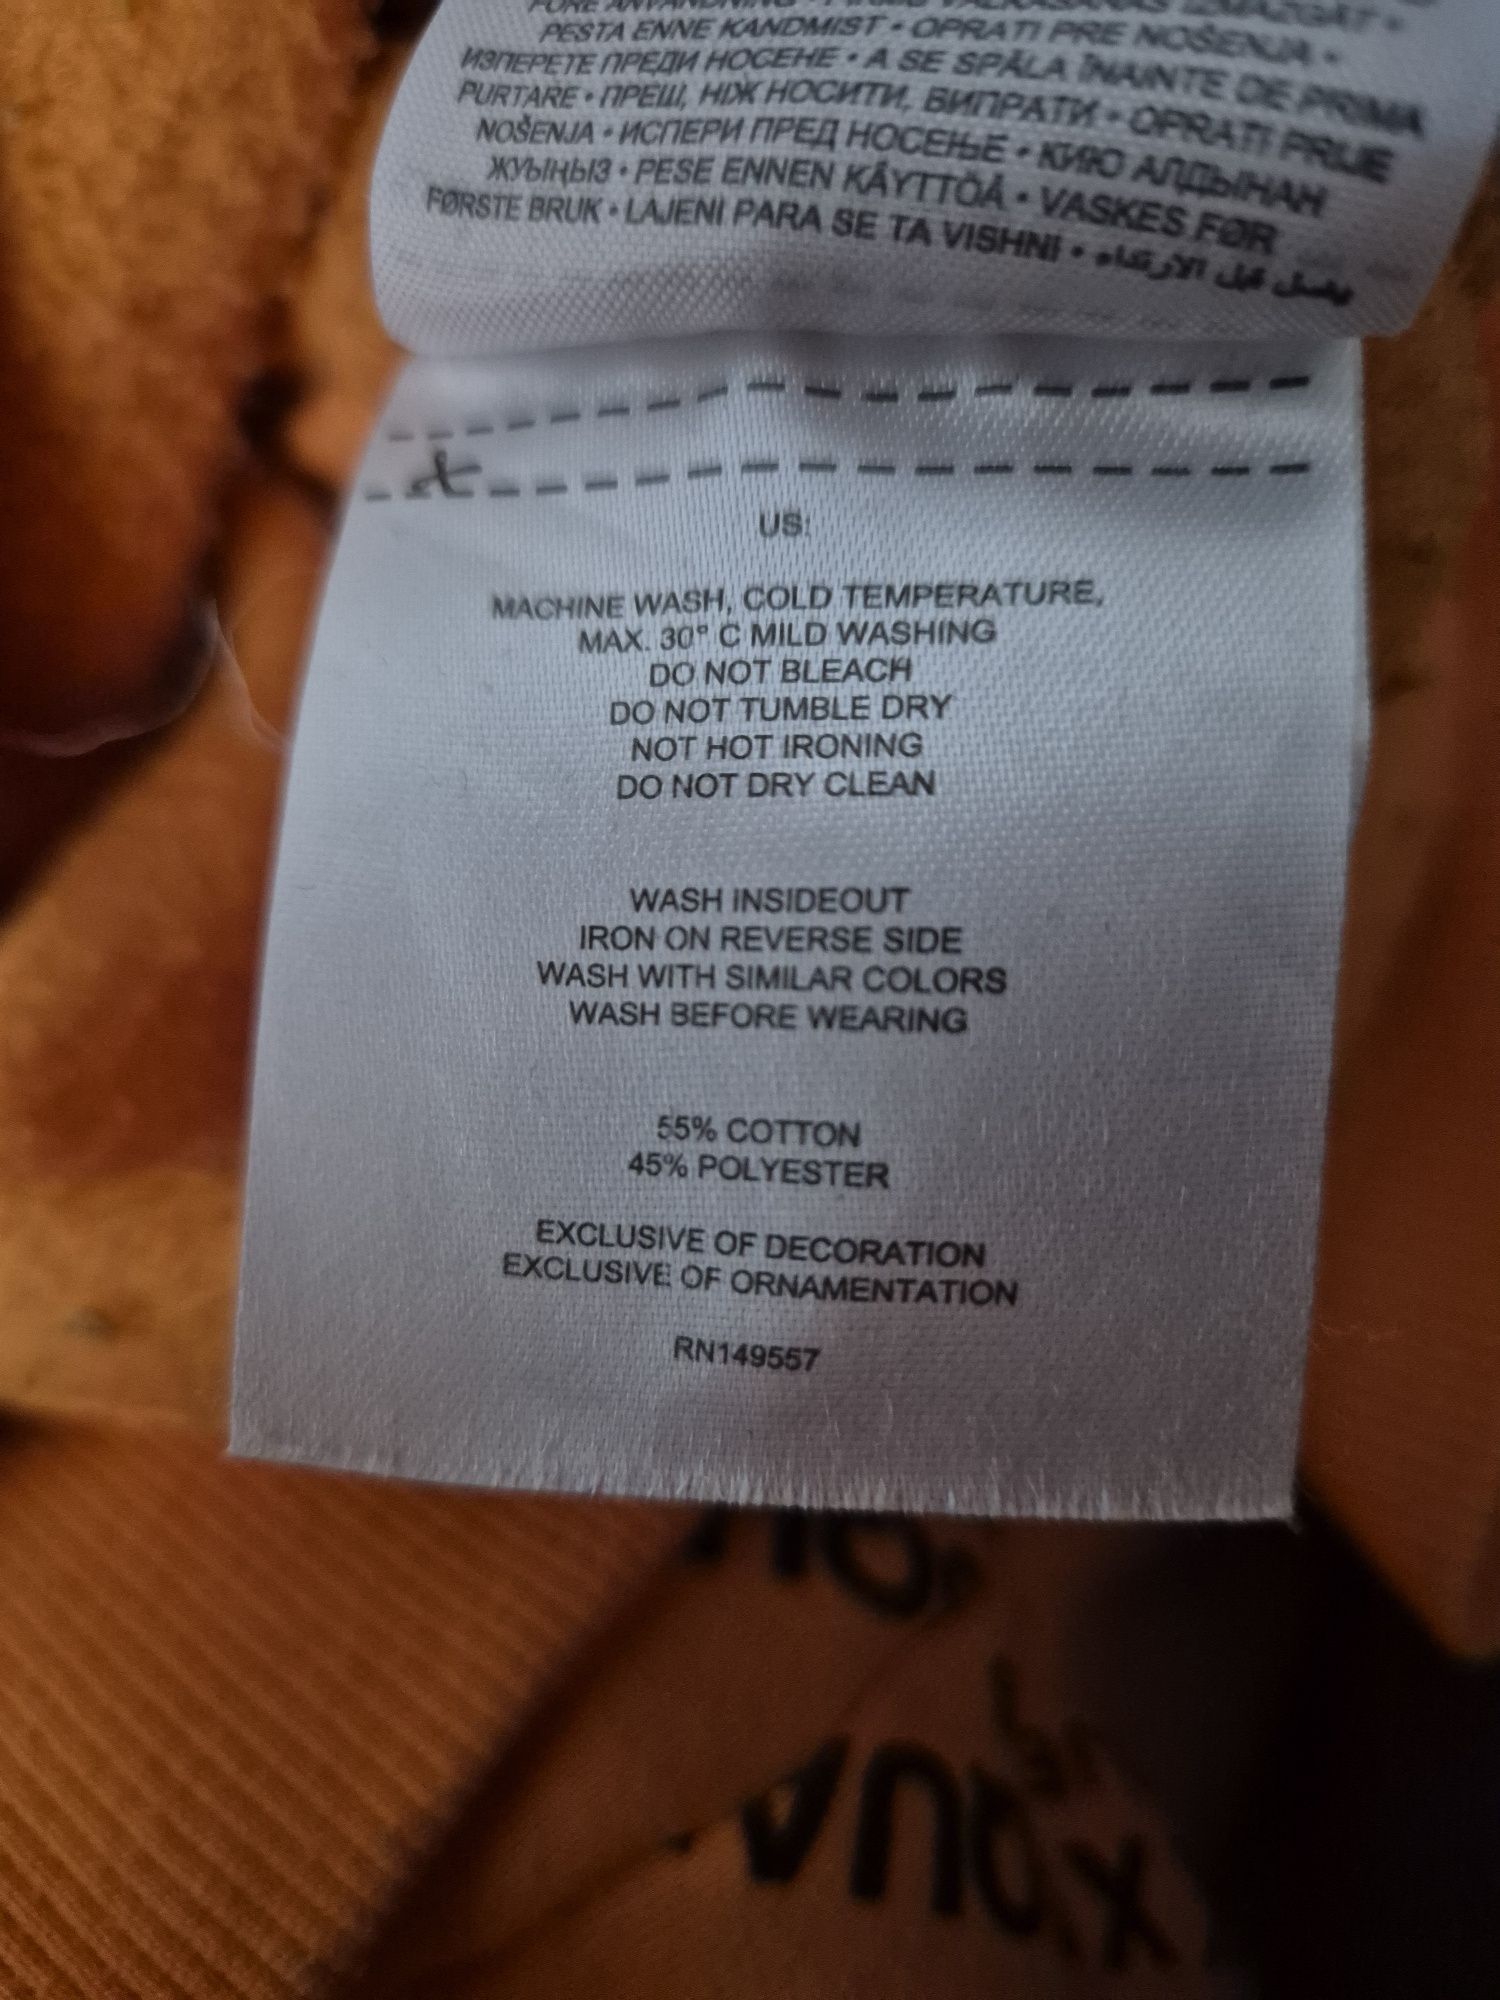 PESTA ENNE KANDMIST • OPRATI PRE NOŠENJA •
ИЗПЕРЕТЕ ПРЕДИ НОСЕНЕ • A SE SPĂLA ÎNAINTE DE PRIMA
PURTARE • ПРЕШ, НІЖ НОСИТИ, ВИПРАТИ • OPRATI PRIJE
NOŠENJA • ИСПЕРИ ПРЕД НОСЕЊЕ • КИЮ АЛДЫНАН
ЖУЫҢЫЗ • PESE ENNEN KÄYTTÖÄ • VASKES FØR
FØRSTE BRUK • LAJENI PARA SE TA VISHNI • يغسل قبل الارتداء
US:
MACHINE WASH, COLD TEMPERATURE,
MAX. 30° C MILD WASHING
DO NOT BLEACH
DO NOT TUMBLE DRY
NOT HOT IRONING
DO NOT DRY CLEAN
WASH INSIDEOUT
IRON ON REVERSE SIDE
WASH WITH SIMILAR COLORS
WASH BEFORE WEARING
55% COTTON
45% POLYESTER
EXCLUSIVE OF DECORATION
EXCLUSIVE OF ORNAMENTATION
RN149557